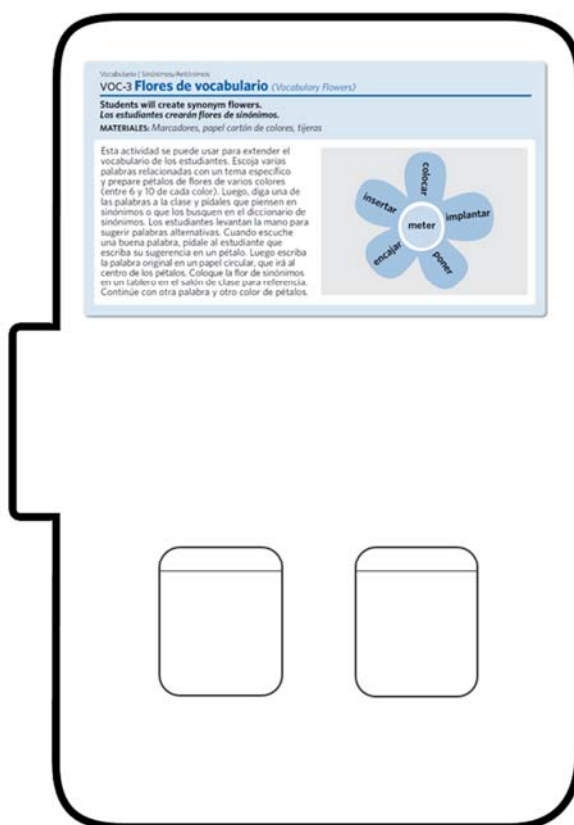 Vocabulario | Sinónimos/Antónimos
VOC-3 Flores de vocabulario (Vocabulary Flowers)
Students will create synonym flowers.
Los estudiantes crearán flores de sinónimos.
MATERIALES: Marcadores, papel cartón de colores, tijeras
Esta actividad se puede usar para extender el
vocabulario de los estudiantes. Escoja varias
palabras relacionadas con un tema específico
y prepare pétalos de flores de varios colores
(entre 6 y 10 de cada color). Luego, diga una de
las palabras a la clase y pídales que piensen en
sinónimos o que los busquen en el diccionario de
sinónimos. Los estudiantes levantan la mano para
sugerir palabras alternativas. Cuando escuche
una buena palabra, pídale al estudiante que
escriba su sugerencia en un pétalo. Luego escriba
la palabra original en un papel circular, que irá al
centro de los pétalos. Coloque la flor de sinónimos
en un tablero en el salón de clase para referencia.
Continúe con otra palabra y otro color de pétalos.
colocar
insertar
implantar
meter
encajar
poner